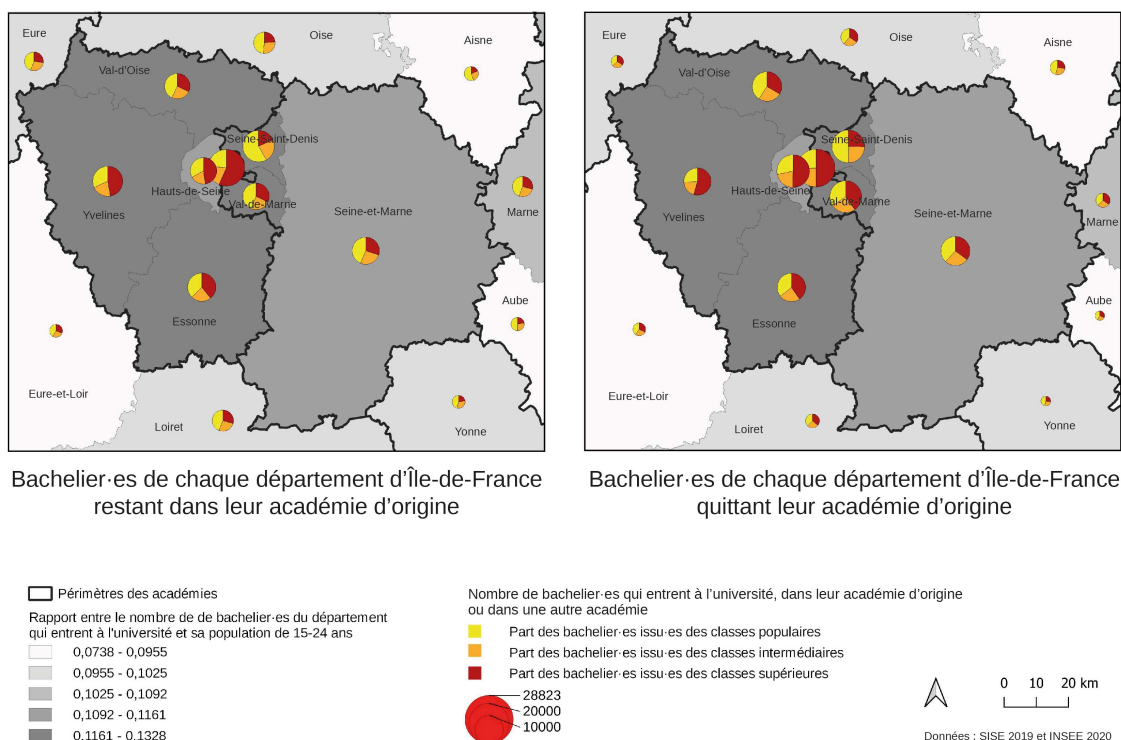 Eure
Oise
Aisne
Val-d'Oise
Seine-Saint-Denis
Hauts-de-Seine
Val-de-Marne
Yvelines
Seine-et-Marne
Marne
Essonne
Aube
Eure-et-Loir
Loiret
Yonne
Eure
Oise
Aisne
Val-d'Oise
Seine-Saint-Denis
Hauts-de-Seine
Val-de-Marne
Yvelines
Seine-et-Marne
Marne
Essonne
Aube
Eure-et-Loir
Loiret
Yonne
Bachelier·es de chaque département d'Île-de-France
restant dans leur académie d'origine
Bachelier·es de chaque département d'Île-de-France
quittant leur académie d'origine
Périmètres des académies
Rapport entre le nombre de de bachelier·es du département
qui entrent à l'université et sa population de 15-24 ans
0,0738 - 0,0955
0,0955 - 0,1025
0,1025 - 0,1092
0,1092 - 0,1161
0,1161 - 0,1328
Nombre de bachelier·es qui entrent à l'université, dans leur académie d'origine
ou dans une autre académie
Part des bachelier·es issu·es des classes populaires
Part des bachelier·es issu·es des classes intermédiaires
Part des bachelier·es issu·es des classes supérieures
28823
20000
10000
0 10 20 km
Données : SISE 2019 et INSEE 2020